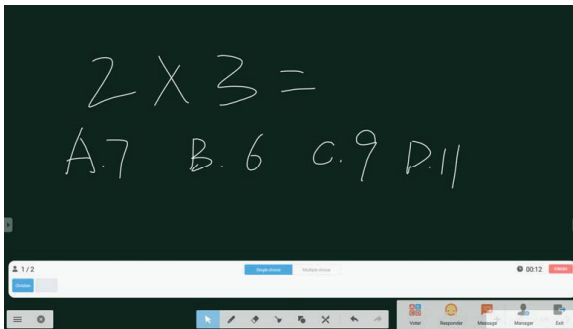 2 X 3 =
A.7 B. 6 C. 9 D.11
1 / 2
Single choice
Multiple choice
00:12
Christian
Voter
Responder
Message
Manager
Exit